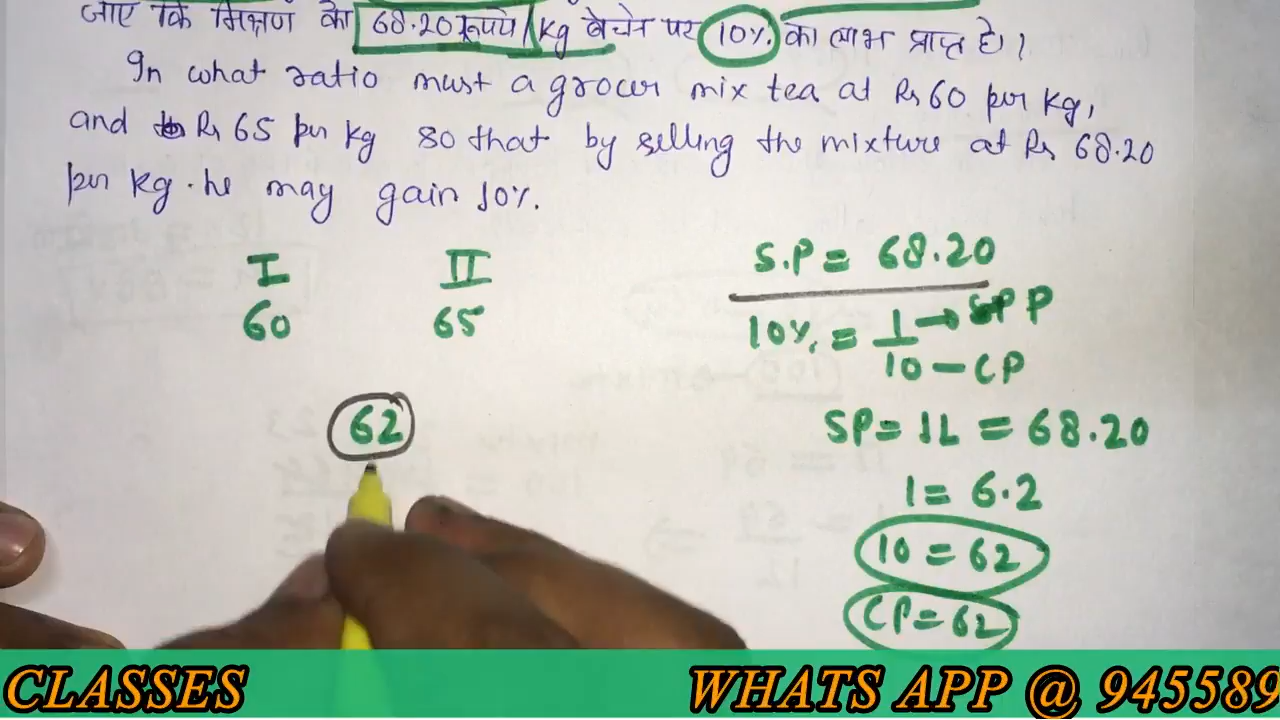 जाए कि मिश्रण को 68.20 रूपये/kg बेचने पर 10% का लाभ प्राप्त हो।
In what ratio must a grocer mix tea at Rs 60 per kg,
and Rs 65 per kg so that by selling the mixture at Rs 68.20
per kg. he may gain 10%.
I II
60 65
62
S.P = 68.20
10% = 1/10 → P
- CP
SP = 11 = 68.20
1 = 6.2
10 = 62
CP = 62
CLASSES WHATS APP @ 945589